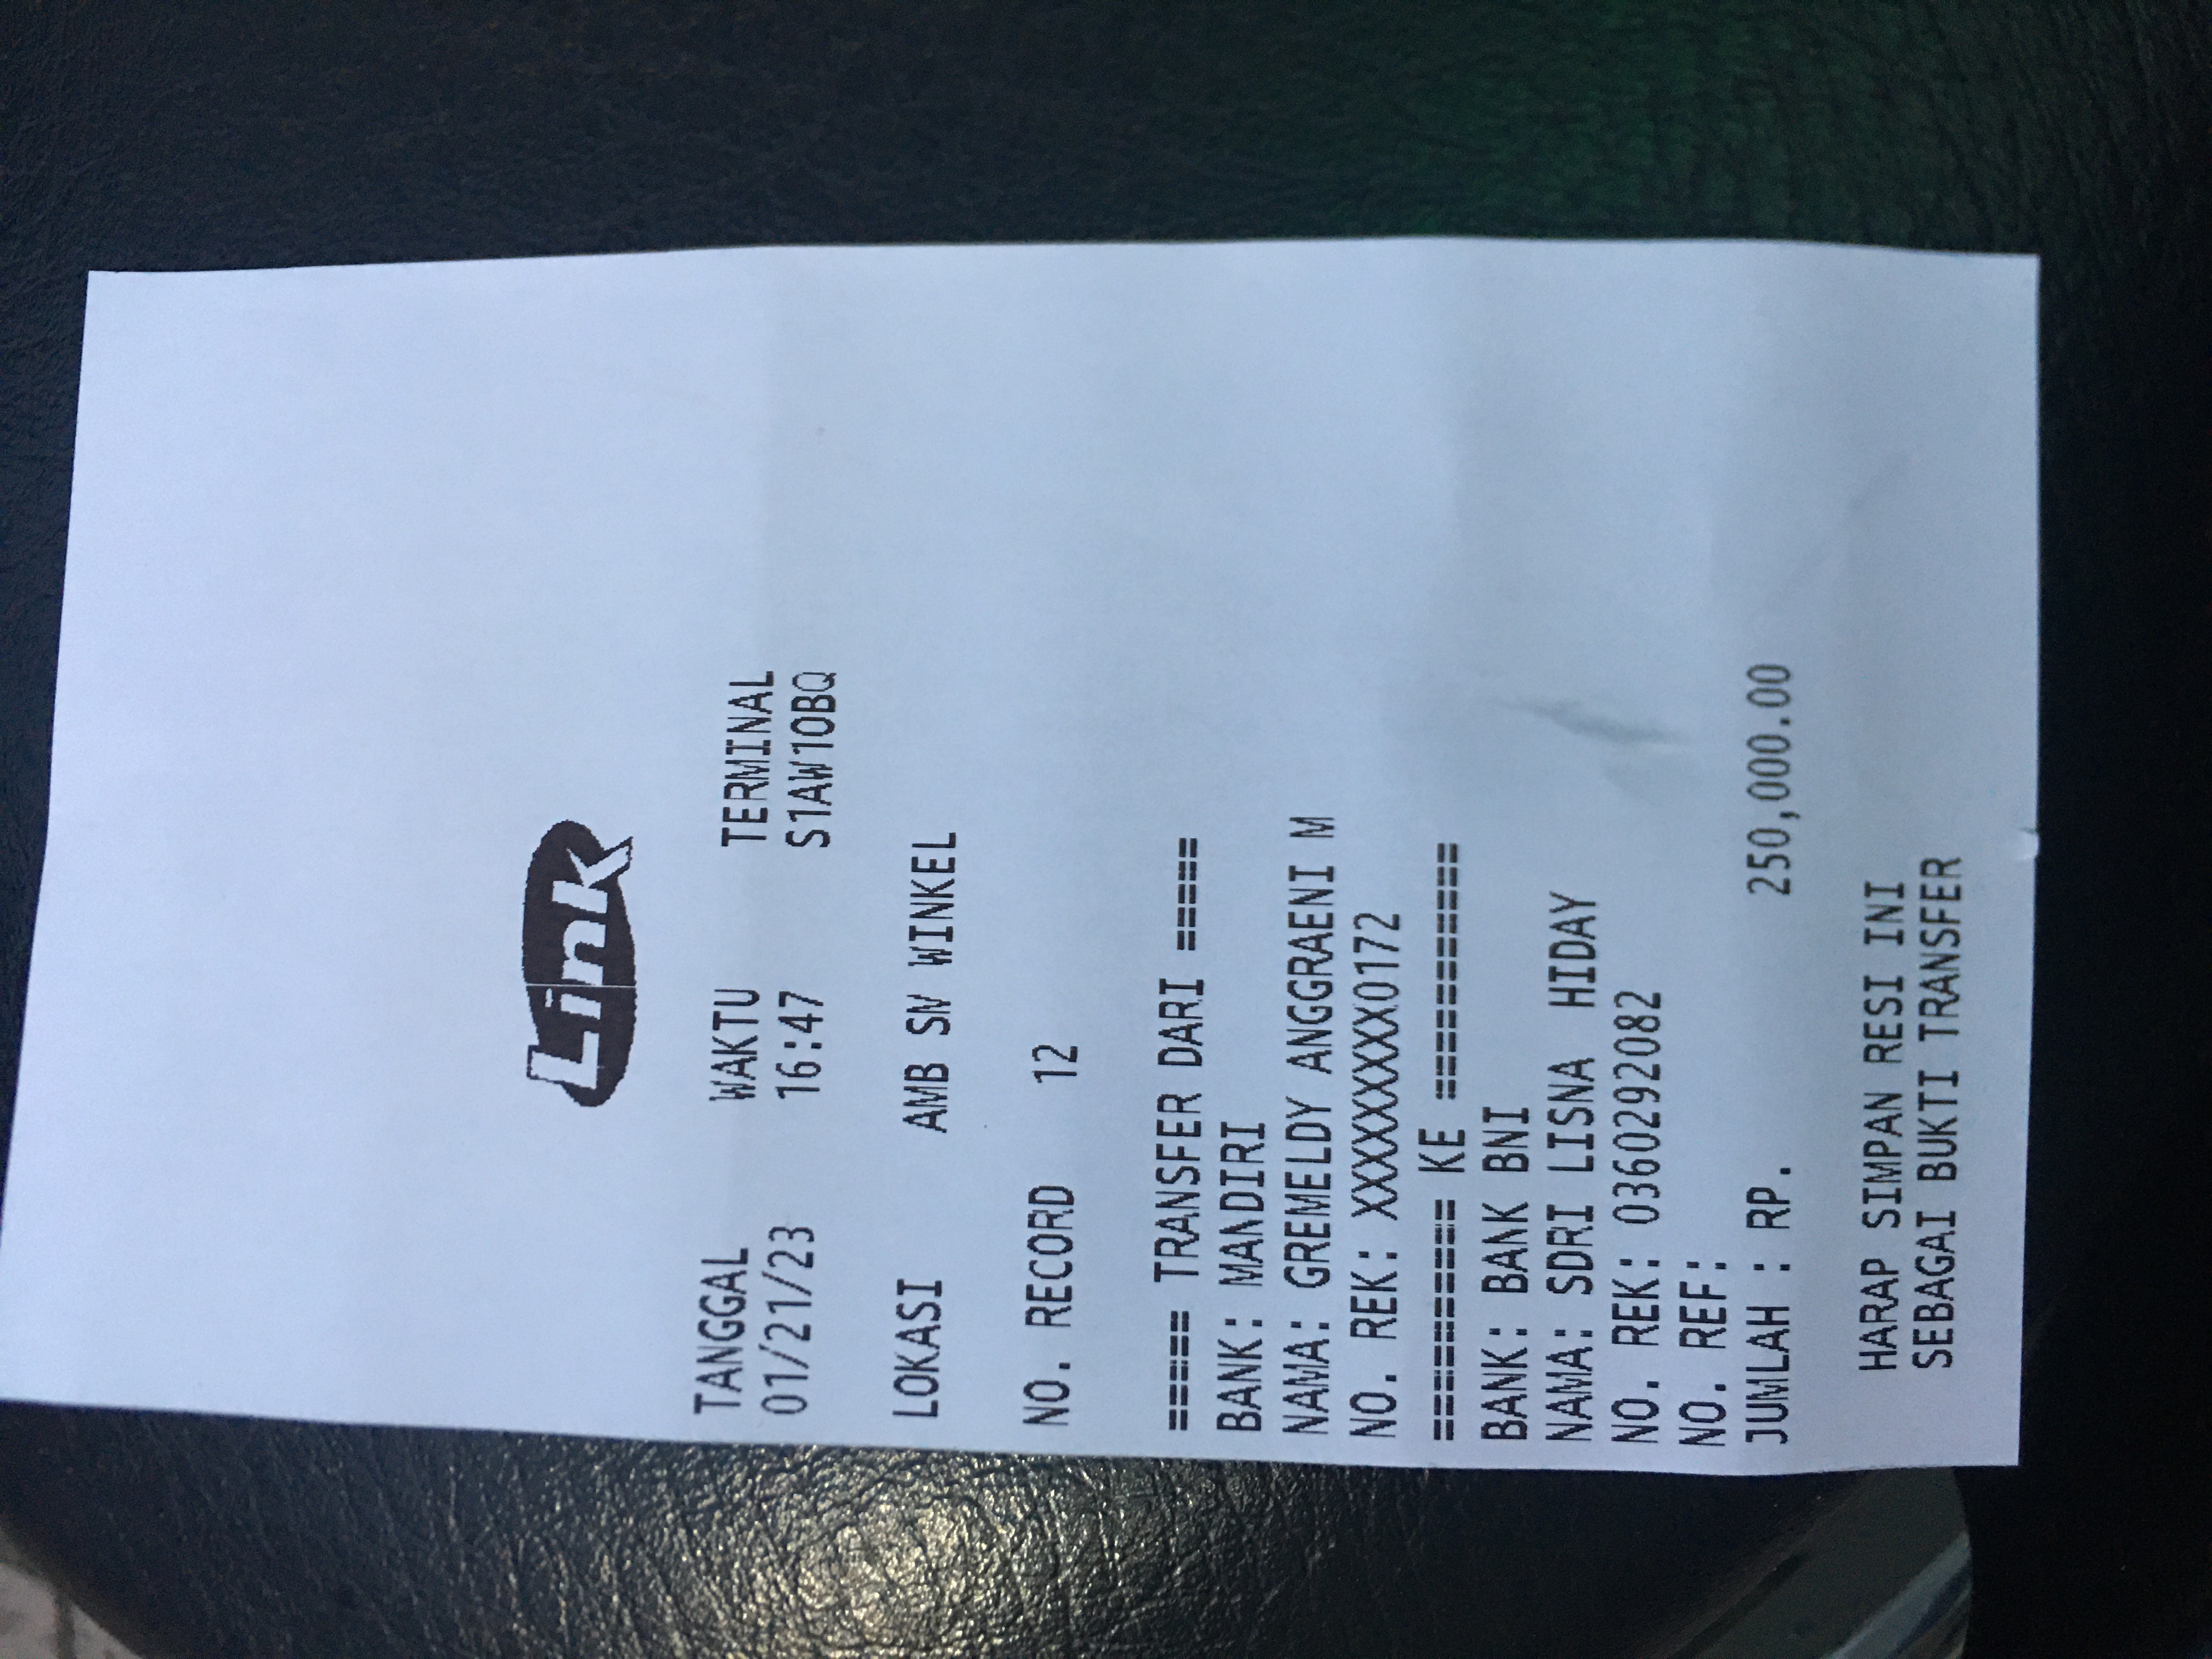 Link
TANGGAL WAKTU TERMINAL
01/21/23 16:47 S1AW10BQ
LOKASI AMB SM WINKEL
NO. RECORD 12
===== TRANSFER DARI =====
BANK: MANDIRI
NAMA: GREMELDY ANGGRAENI M
NO. REK: XXXXXXXXX0172
========== KE ===========
BANK: BANK BNI
NAMA: SDRI LISNA  HIDAY
NO. REK: 0360292082
NO. REF:
JUMLAH : RP. 250,000.00
HARAP SIMPAN RESI INI
SEBAGAI BUKTI TRANSFER